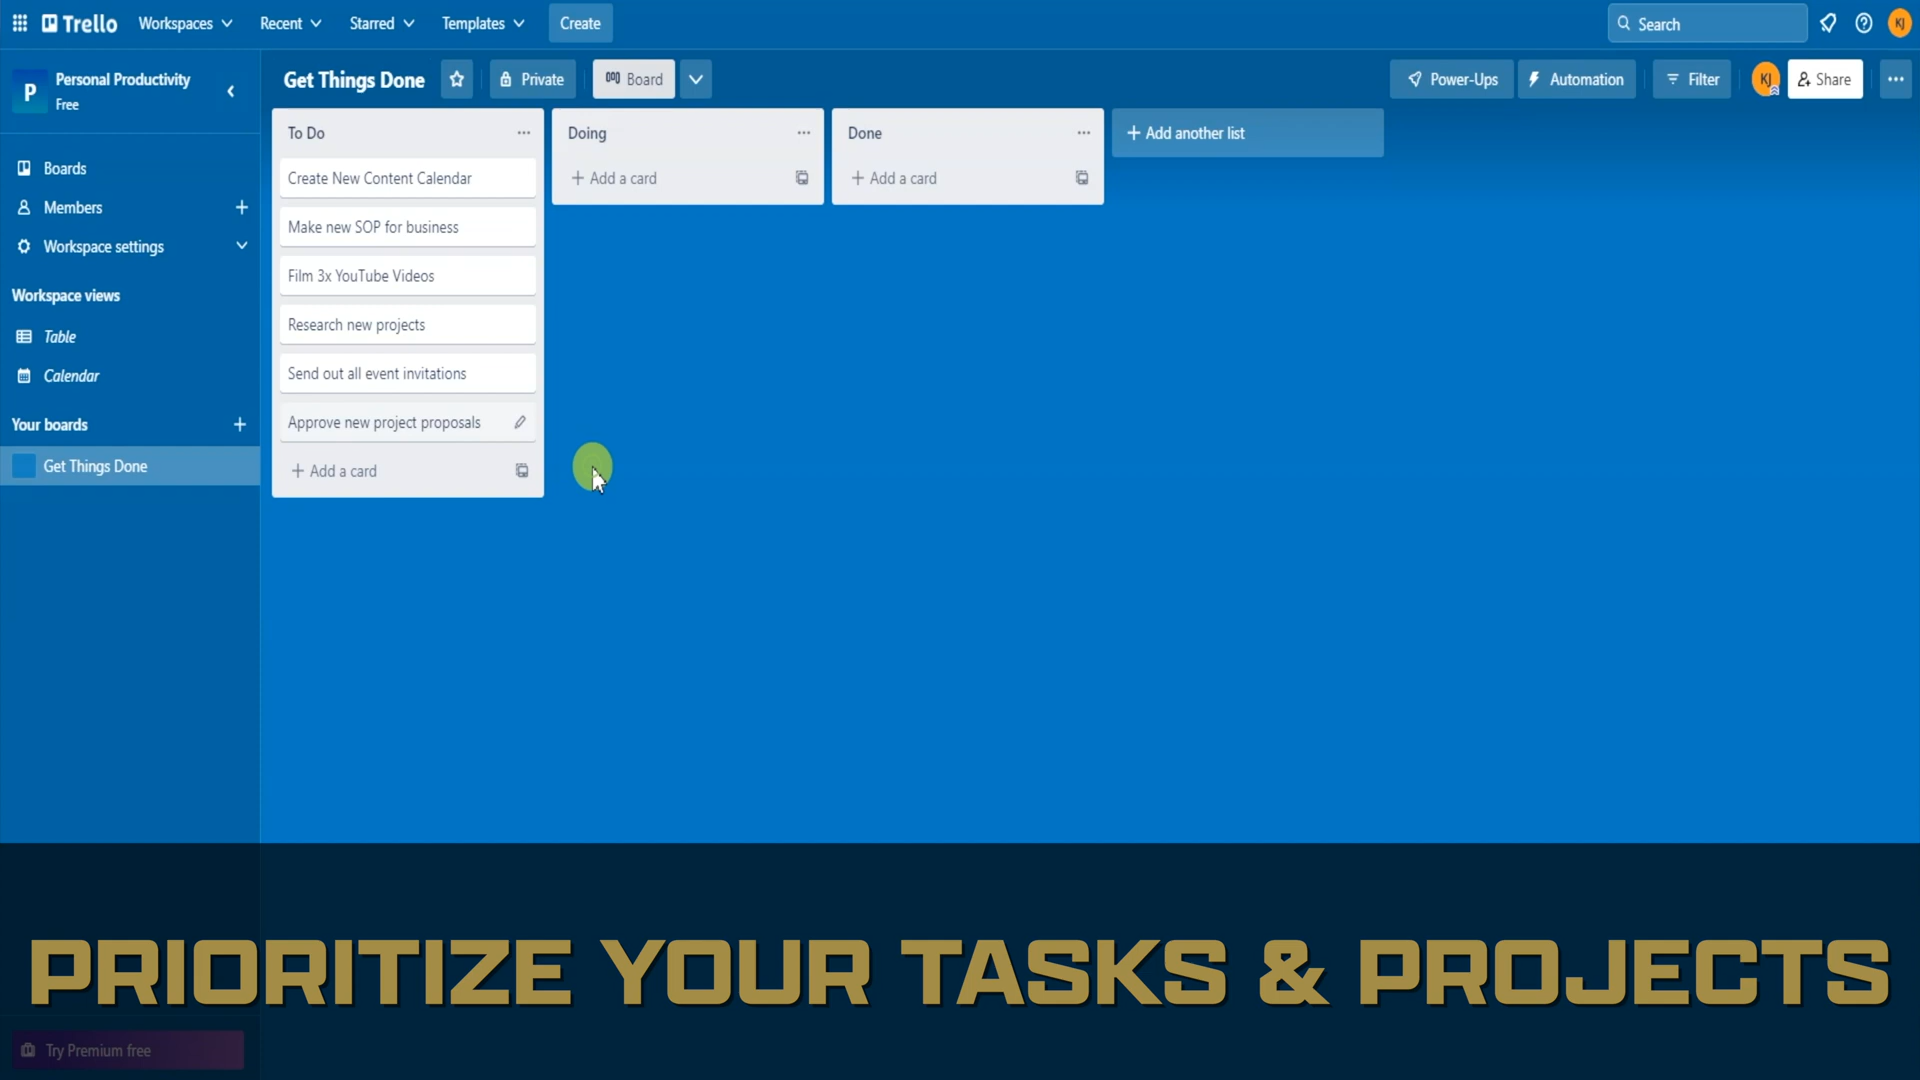 Trello Workspaces Recent Starred Templates Create Search KJ
P Personal Productivity
Free
Get Things Done Private Board Power-Ups Automation Filter KJ Share
Boards
Members
Workspace settings
Workspace views
Table
Calendar
Your boards
Get Things Done
To Do
Create New Content Calendar
Make new SOP for business
Film 3x YouTube Videos
Research new projects
Send out all event invitations
Approve new project proposals
+ Add a card
Doing
+ Add a card
Done
+ Add a card
+ Add another list
PRIORITIZE YOUR TASKS & PROJECTS
Try Premium free